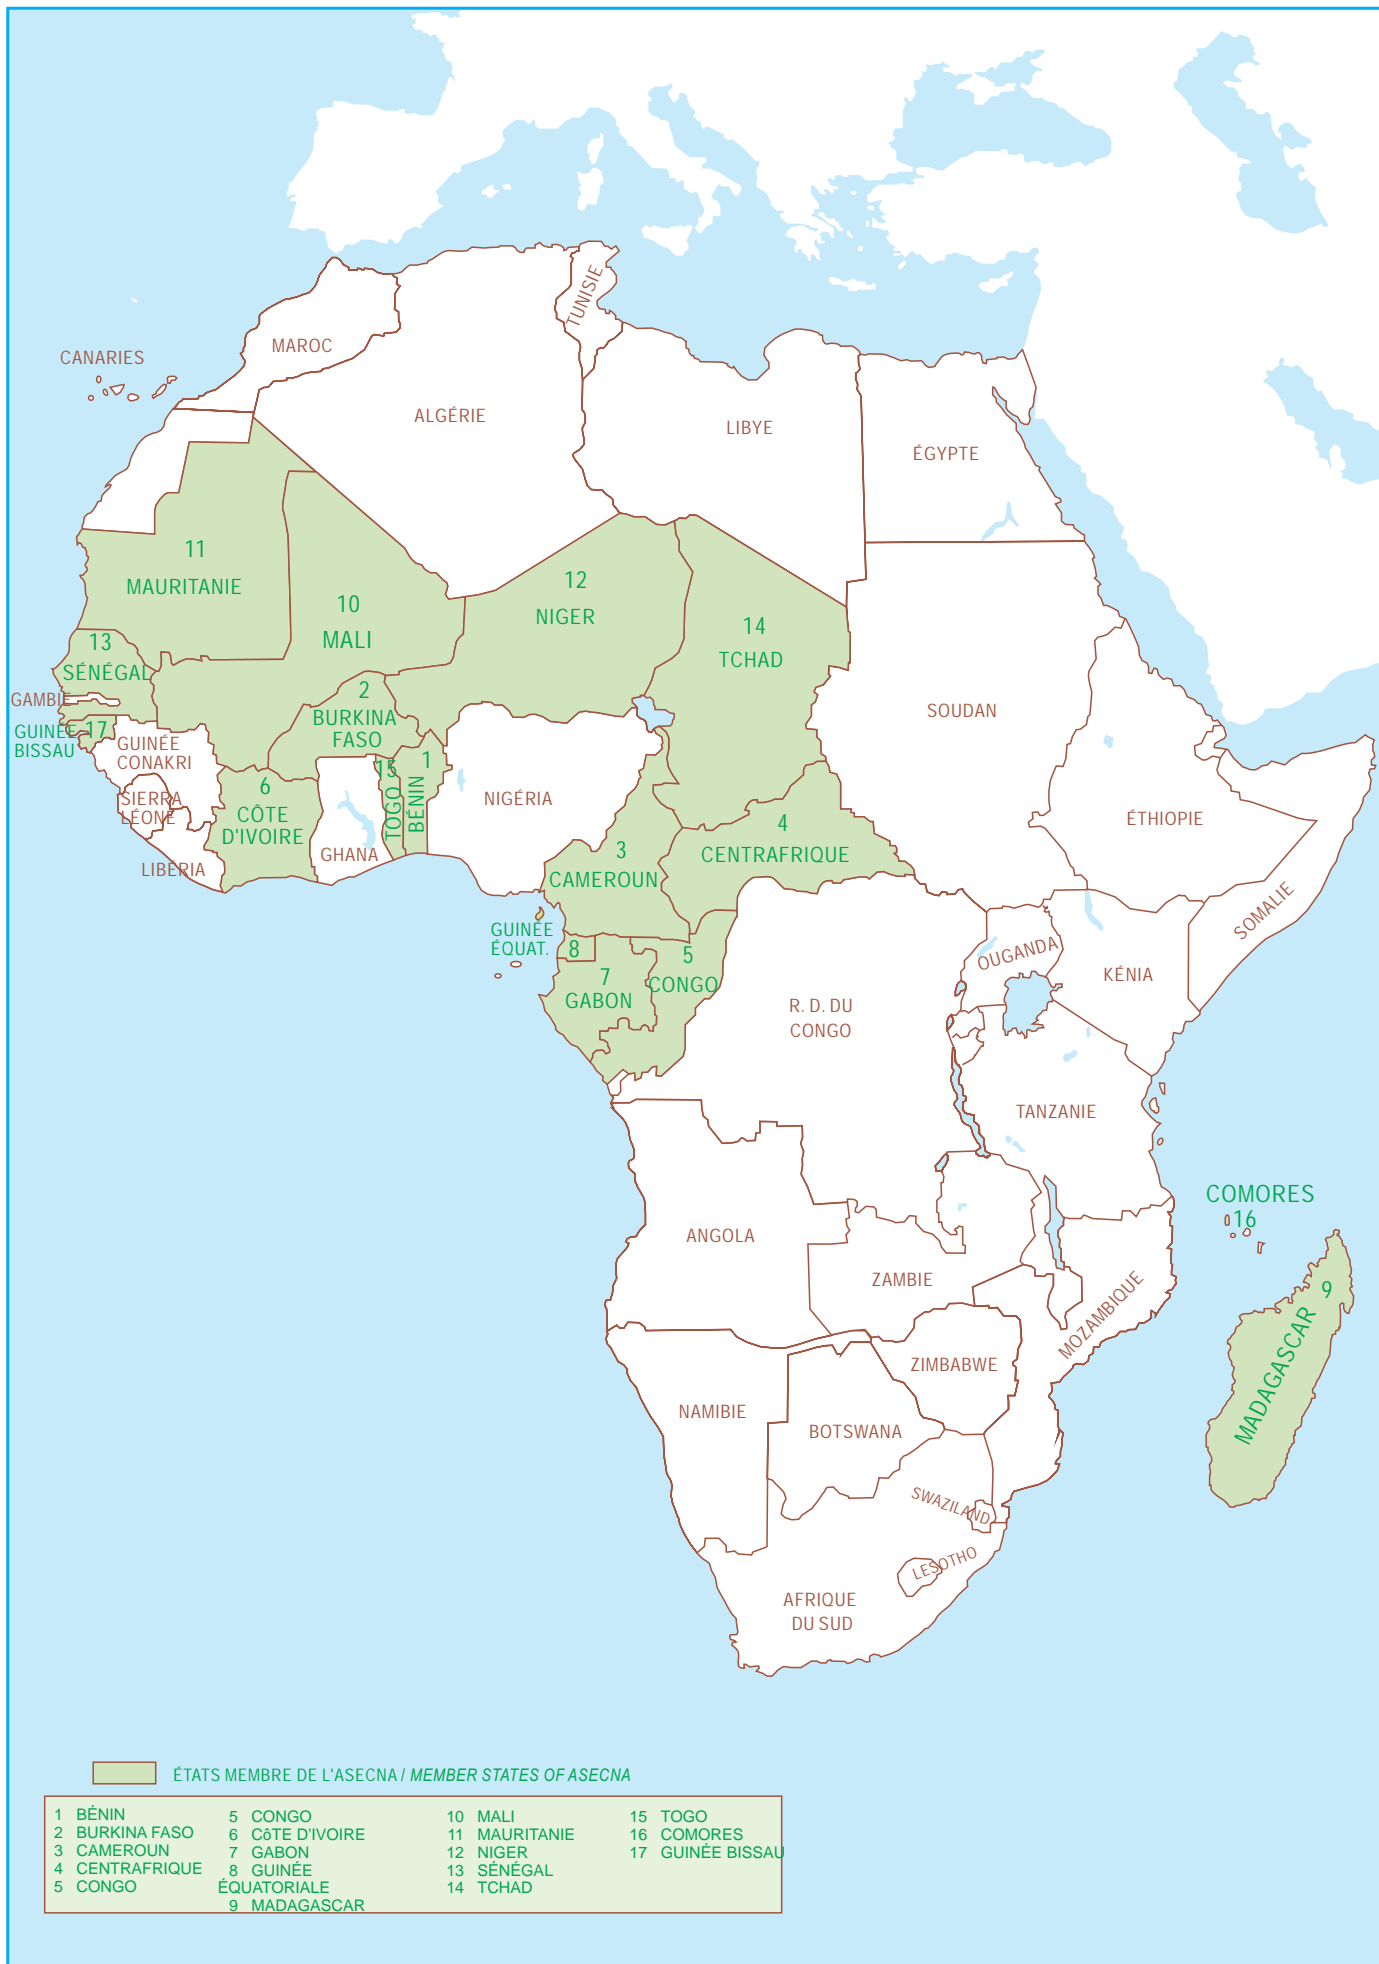 TUNISIE
MAROC
CANARIES
ALGÉRIE
LIBYE
ÉGYPTE
11
MAURITANIE
12
NIGER
10
MALI
14
TCHAD
13
SÉNÉGAL
GAMBIE
2
BURKINA
FASO
SOUDAN
17
GUINÉE
BISSAU
GUINÉE
CONAKRI
1
BÉNIN
15
TOGO
6
CÔTE
D'IVOIRE
SIERRA
LÉONE
NIGÉRIA
GHANA
LIBÉRIA
ÉTHIOPIE
4
CENTRAFRIQUE
3
CAMEROUN
SOMALIE
GUINÉE
ÉQUAT.
8
5
CONGO
7
GABON
OUGANDA
KÉNIA
R. D. DU
CONGO
TANZANIE
COMORES
16
ANGOLA
ZAMBIE
MOZAMBIQUE
9
MADAGASCAR
ZIMBABWE
NAMIBIE
BOTSWANA
SWAZILAND
LESOTHO
AFRIQUE
DU SUD
ÉTATS MEMBRE DE L'ASECNA / MEMBER STATES OF ASECNA
1 BÉNIN
2 BURKINA FASO
3 CAMEROUN
4 CENTRAFRIQUE
5 CONGO
5 CONGO
6 CôTE D'IVOIRE
7 GABON
8 GUINÉE
ÉQUATORIALE
9 MADAGASCAR
10 MALI
11 MAURITANIE
12 NIGER
13 SÉNÉGAL
14 TCHAD
15 TOGO
16 COMORES
17 GUINÉE BISSAU